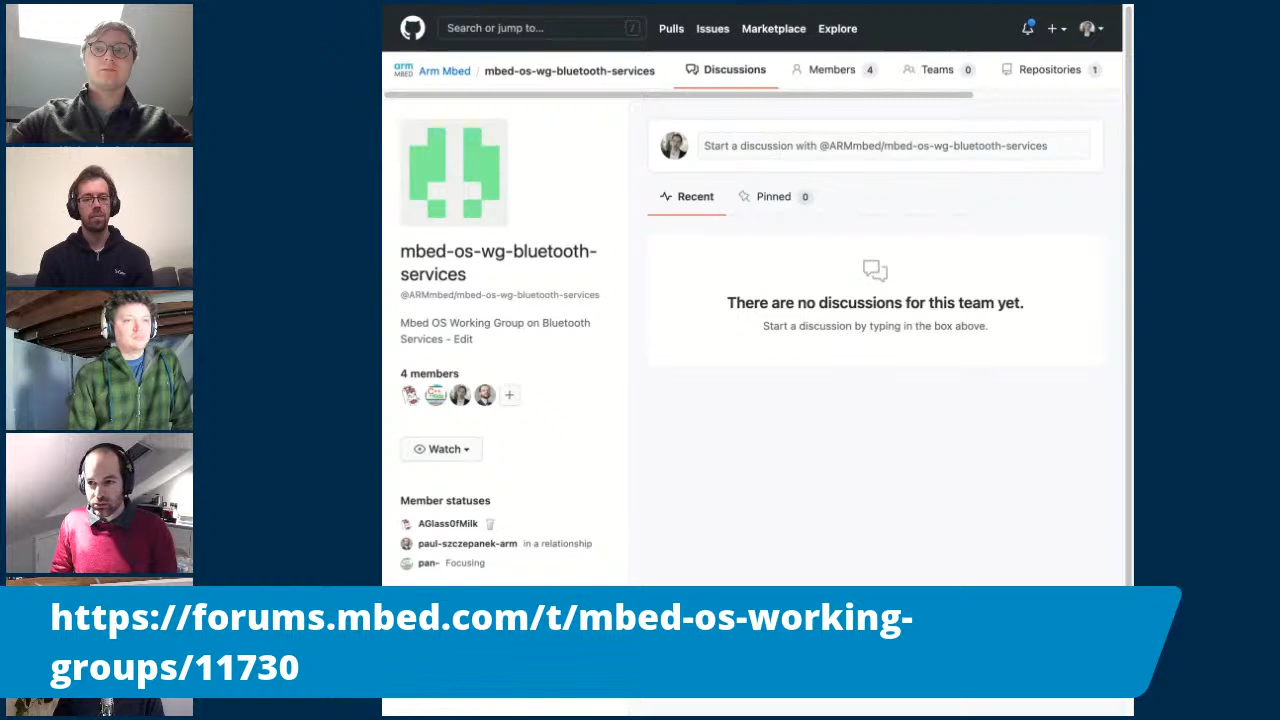 Search or jump to... /
Pulls Issues Marketplace Explore
arm MBED Arm Mbed / mbed-os-wg-bluetooth-services
Discussions Members 4 Teams 0 Repositories 1
Start a discussion with @ARMmbed/mbed-os-wg-bluetooth-services
Recent Pinned 0
mbed-os-wg-bluetooth-
services
@ARMmbed/mbed-os-wg-bluetooth-services
Mbed OS Working Group on Bluetooth
Services - Edit
4 members
Watch
There are no discussions for this team yet.
Start a discussion by typing in the box above.
Member statuses
AGlass0fMilk
paul-szczepanek-arm in a relationship
pan- Focusing
https://forums.mbed.com/t/mbed-os-working-
groups/11730